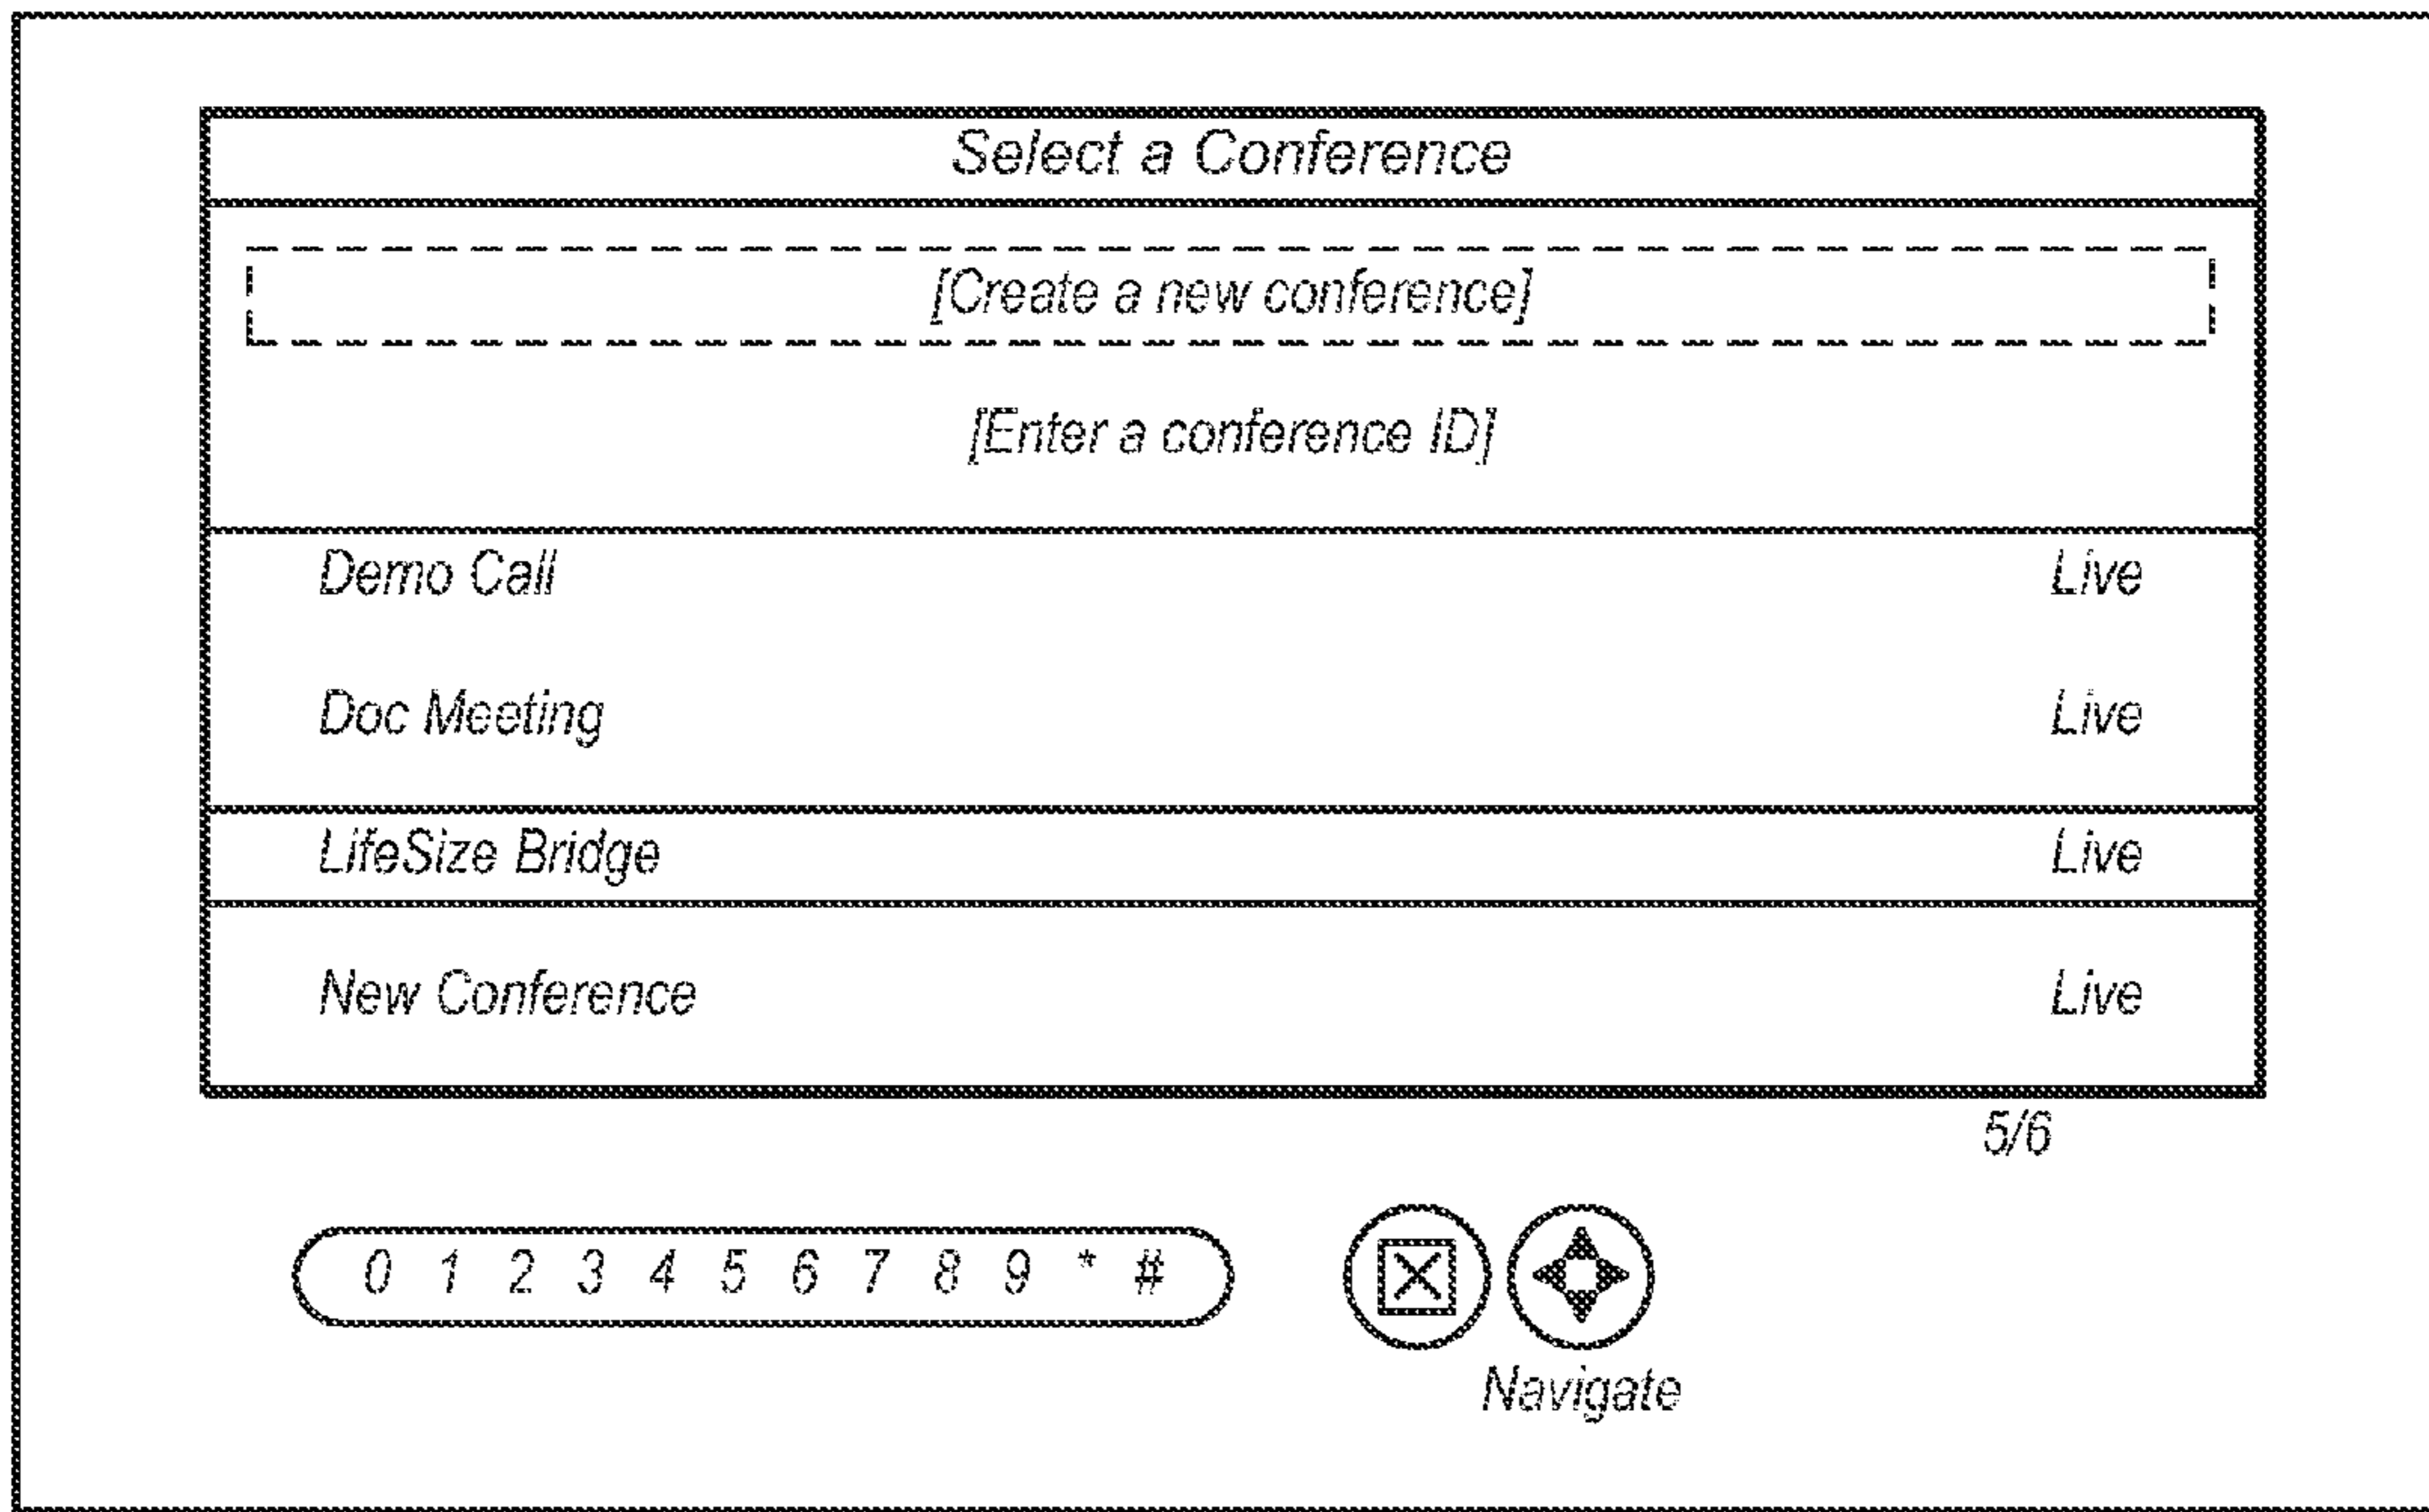 Select a Conference
[Create a new conference]
[Enter a conference ID]
Demo Call Live
Doc Meeting Live
LifeSize Bridge Live
New Conference Live
5/6
0 1 2 3 4 5 6 7 8 9 * #
Navigate